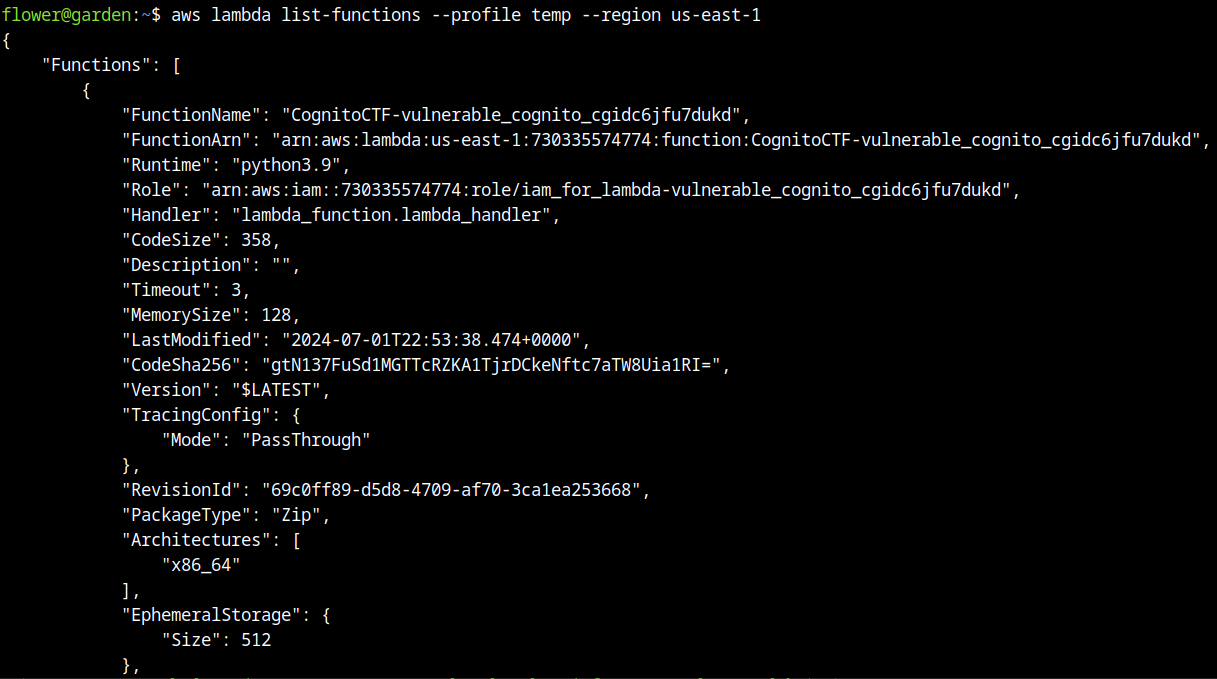 flower@garden:~$ aws lambda list-functions --profile temp --region us-east-1
{
    "Functions": [
        {
            "FunctionName": "CognitoCTF-vulnerable_cognito_cgidc6jfu7dukd",
            "FunctionArn": "arn:aws:lambda:us-east-1:730335574774:function:CognitoCTF-vulnerable_cognito_cgidc6jfu7dukd",
            "Runtime": "python3.9",
            "Role": "arn:aws:iam::730335574774:role/iam_for_lambda-vulnerable_cognito_cgidc6jfu7dukd",
            "Handler": "lambda_function.lambda_handler",
            "CodeSize": 358,
            "Description": "",
            "Timeout": 3,
            "MemorySize": 128,
            "LastModified": "2024-07-01T22:53:38.474+0000",
            "CodeSha256": "gtN137FuSd1MGTTcRZKA1TjrDCkeNftc7aTW8Uia1RI=",
            "Version": "$LATEST",
            "TracingConfig": {
                "Mode": "PassThrough"
            },
            "RevisionId": "69c0ff89-d5d8-4709-af70-3ca1ea253668",
            "PackageType": "Zip",
            "Architectures": [
                "x86_64"
            ],
            "EphemeralStorage": {
                "Size": 512
            },